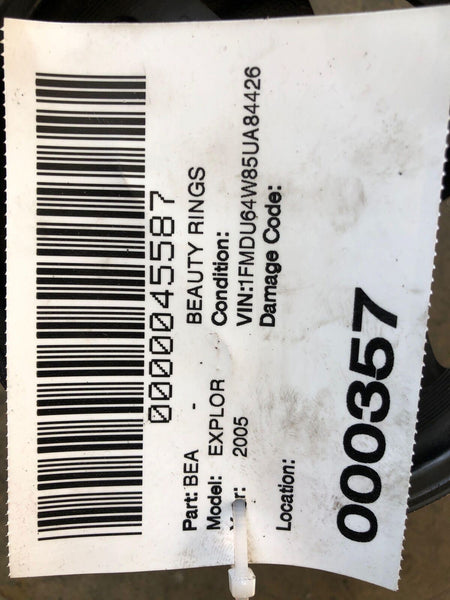 0000045587
Part: BEA - BEAUTY RINGS
Model: EXPLOR Condition:
2005 VIN:1FMDU64W85UA84426
Damage Code:
Location:
000357